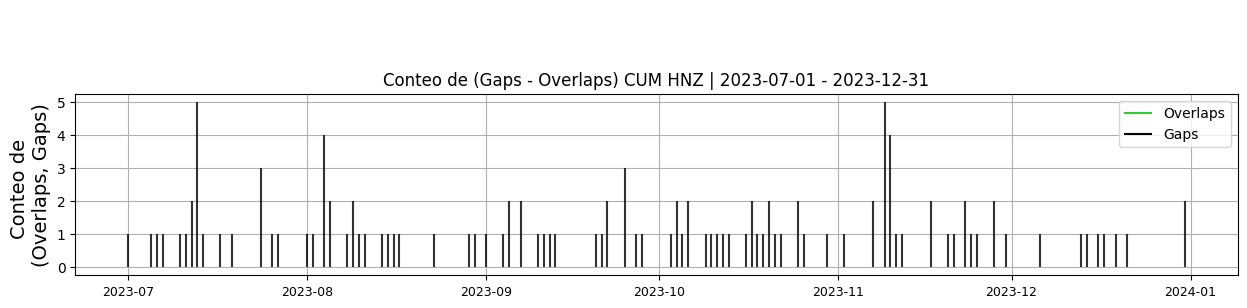 Conteo de (Gaps - Overlaps) CUM HNZ | 2023-07-01 - 2023-12-31
Conteo de
(Overlaps, Gaps)
5
4
3
2
1
0
Overlaps
Gaps
2023-07
2023-08
2023-09
2023-10
2023-11
2023-12
2024-01